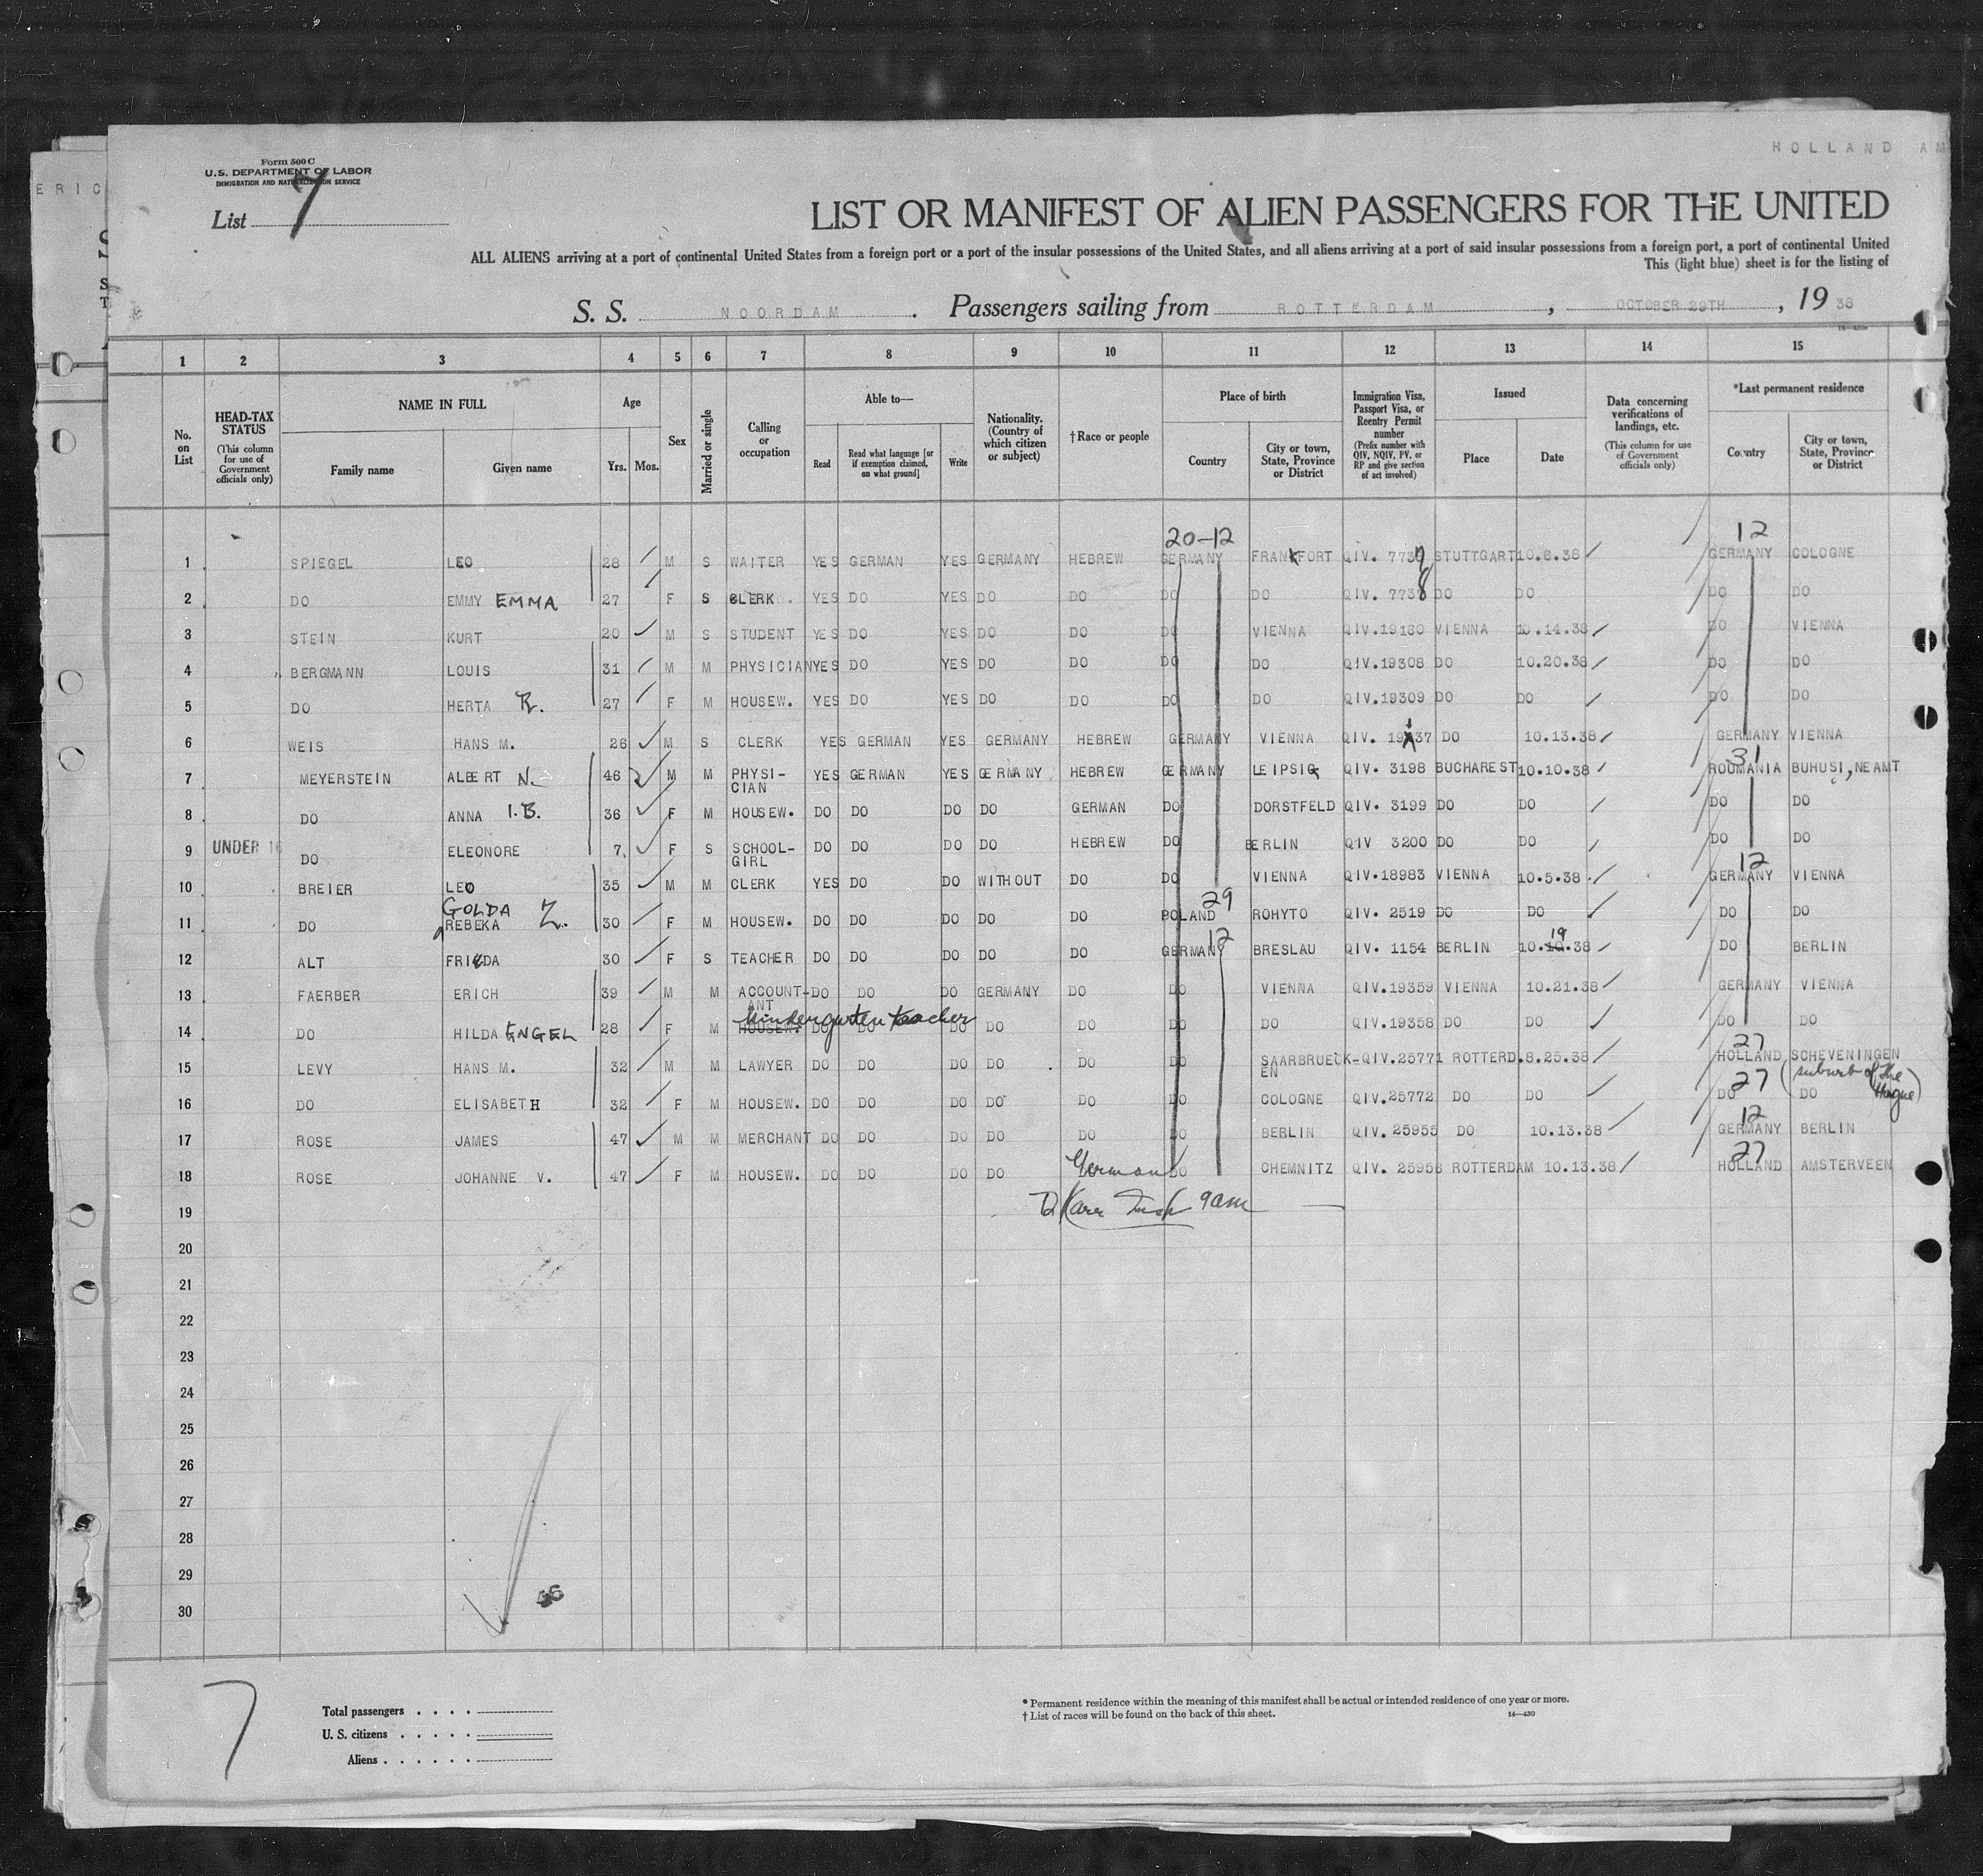 HOLLAND AM
ERIC
Form 500 C
U.S. DEPARTMENT OF LABOR
IMMIGRATION AND NATURALIZATION SERVICE
List 7
LIST OR MANIFEST OF ALIEN PASSENGERS FOR THE UNITED
ALL ALIENS arriving at a port of continental United States from a foreign port or a port of the insular possessions of the United States, and all aliens arriving at a port of said insular possessions from a foreign port, a port of continental United
This (light blue) sheet is for the listing of
S. S. NOORDAM. Passengers sailing from ROTTERDAM, OCTOBER 29TH, 1938
1 2 3 4 5 6 7 8 9 10 11 12 13 14 15
No. on List
HEAD-TAX STATUS (This column for use of Government officials only)
NAME IN FULL
Family name Given name
Age
Yrs. Mos.
Sex
Married or single
Calling or occupation
Able to—
Read Read what language [or if exemption claimed, on what ground] Write
Nationality. (Country of which citizen or subject)
†Race or people
Place of birth
Country City or town, State, Province or District
Immigration Visa, Passport Visa, or Reentry Permit number (Prefix number with QIV, NQIV, PV, or RP and give section of act involved)
Issued
Place Date
Data concerning verifications of landings, etc. (This column for use of Government officials only)
*Last permanent residence
Country City or town, State, Province or District
20-12 12
1 SPIEGEL LEO 28 M S WAITER YES GERMAN YES GERMANY HEBREW GERMANY FRANKFORT QIV. 7737 STUTTGART 10.6.38 GERMANY COLOGNE
2 DO EMMY EMMA 27 F S CLERK YES DO YES DO DO DO DO QIV. 7738 DO DO DO DO
3 STEIN KURT 20 M S STUDENT YES DO YES DO DO DO VIENNA QIV.19180 VIENNA 10.14.38 DO VIENNA
4 BERGMANN LOUIS 31 M M PHYSICIAN YES DO YES DO DO DO DO QIV.19308 DO 10.20.38 DO DO
5 DO HERTA R. 27 F M HOUSEW. YES DO YES DO DO DO DO QIV.19309 DO DO DO DO
6 WEIS HANS M. 26 M S CLERK YES GERMAN YES GERMANY HEBREW GERMANY VIENNA QIV. 19137 DO 10.13.38 GERMANY VIENNA
31
7 MEYERSTEIN ALBERT N. 46 M M PHYSI-CIAN YES GERMAN YES GERMANY HEBREW GERMANY LEIPSIG QIV. 3198 BUCHAREST 10.10.38 ROUMANIA BUHUSI, NEAMT
8 DO ANNA I.B. 36 F M HOUSEW. DO DO DO DO GERMAN DO DORSTFELD QIV. 3199 DO DO DO DO
9 UNDER 16 DO ELEONORE 7 F S SCHOOL-GIRL DO DO DO DO HEBREW DO BERLIN QIV 3200 DO DO DO DO
12
10 BREIER LEO 35 M M CLERK YES DO DO WITHOUT DO DO VIENNA QIV.18983 VIENNA 10.5.38 GERMANY VIENNA
GOLDA Z. 29
11 DO REBEKA 30 F M HOUSEW. DO DO DO DO DO POLAND ROHYTO QIV. 2519 DO DO DO DO
12 19
12 ALT FRIEDA 30 F S TEACHER DO DO DO DO DO GERMANY BRESLAU QIV. 1154 BERLIN 10.10.38 DO BERLIN
13 FAERBER ERICH 39 M M ACCOUNT-ANT DO DO DO GERMANY DO DO VIENNA QIV.19359 VIENNA 10.21.38 GERMANY VIENNA
kindergarten teacher
14 DO HILDA ENGEL 28 F M HOUSEW. DO DO DO DO DO DO DO QIV.19358 DO DO DO DO
27
15 LEVY HANS M. 32 M M LAWYER DO DO DO DO DO DO SAARBRUECK-EN QIV.25771 ROTTERD. 8.25.38 HOLLAND SCHEVENINGEN
27 (suburb of the Hague)
16 DO ELISABETH 32 F M HOUSEW. DO DO DO DO DO DO COLOGNE QIV.25772 DO DO DO DO
12
17 ROSE JAMES 47 M M MERCHANT DO DO DO DO DO DO BERLIN QIV. 25955 DO 10.13.38 GERMANY BERLIN
27
18 ROSE JOHANNE V. 47 F M HOUSEW. DO DO DO DO German DO CHEMNITZ QIV. 25956 ROTTERDAM 10.13.38 HOLLAND AMSTERVEEN
19 9am
20
21
22
23
24
25
26
27
28
29
30
7
Total passengers
U. S. citizens
Aliens
* Permanent residence within the meaning of this manifest shall be actual or intended residence of one year or more.
† List of races will be found on the back of this sheet. 14—430